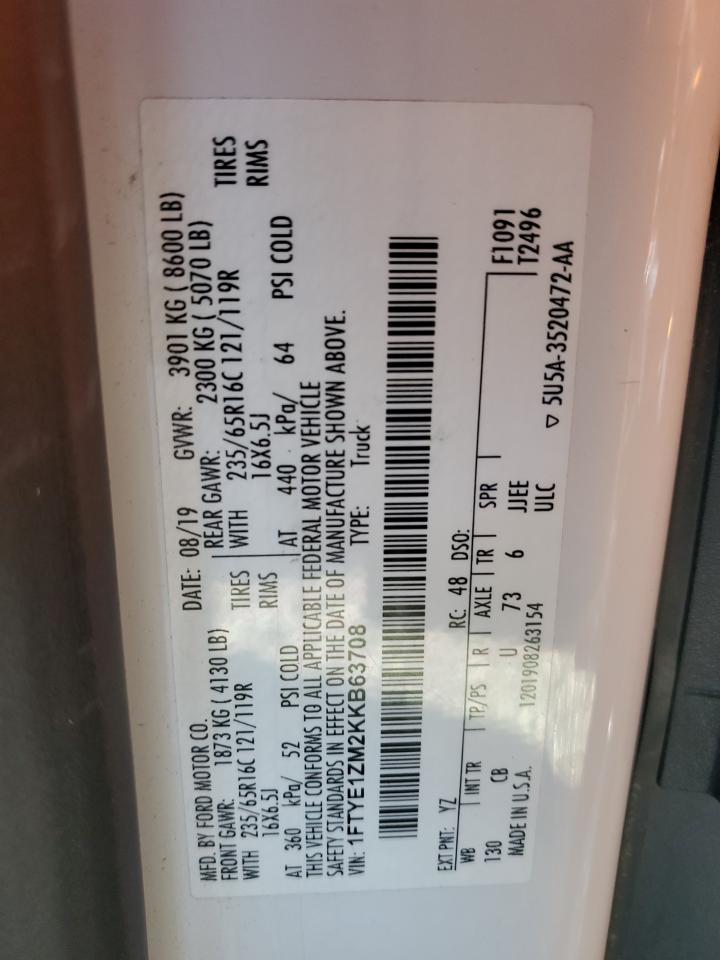 MFD. BY FORD MOTOR CO. DATE: 08/19 GVWR: 3901 KG ( 8600 LB)
FRONT GAWR: 1873 KG ( 4130 LB) REAR GAWR: 2300 KG ( 5070 LB)
WITH 235/65R16C 121/119R TIRES WITH 235/65R16C 121/119R TIRES
16X6.5J RIMS 16X6.5J RIMS
AT 360 kPa/ 52 PSI COLD AT 440 kPa/ 64 PSI COLD
THIS VEHICLE CONFORMS TO ALL APPLICABLE FEDERAL MOTOR VEHICLE
SAFETY STANDARDS IN EFFECT ON THE DATE OF MANUFACTURE SHOWN ABOVE.
VIN: 1FTYE1ZM2KKB63708 TYPE: Truck
EXT PNT: YZ RC: 48 DSO:
WB INT TR TP/PS R AXLE TR SPR F1091
130 CB U 73 6 JJEE T2496
MADE IN U.S.A. 1201908263154 ULC
▽ 5U5A-3520472-AA